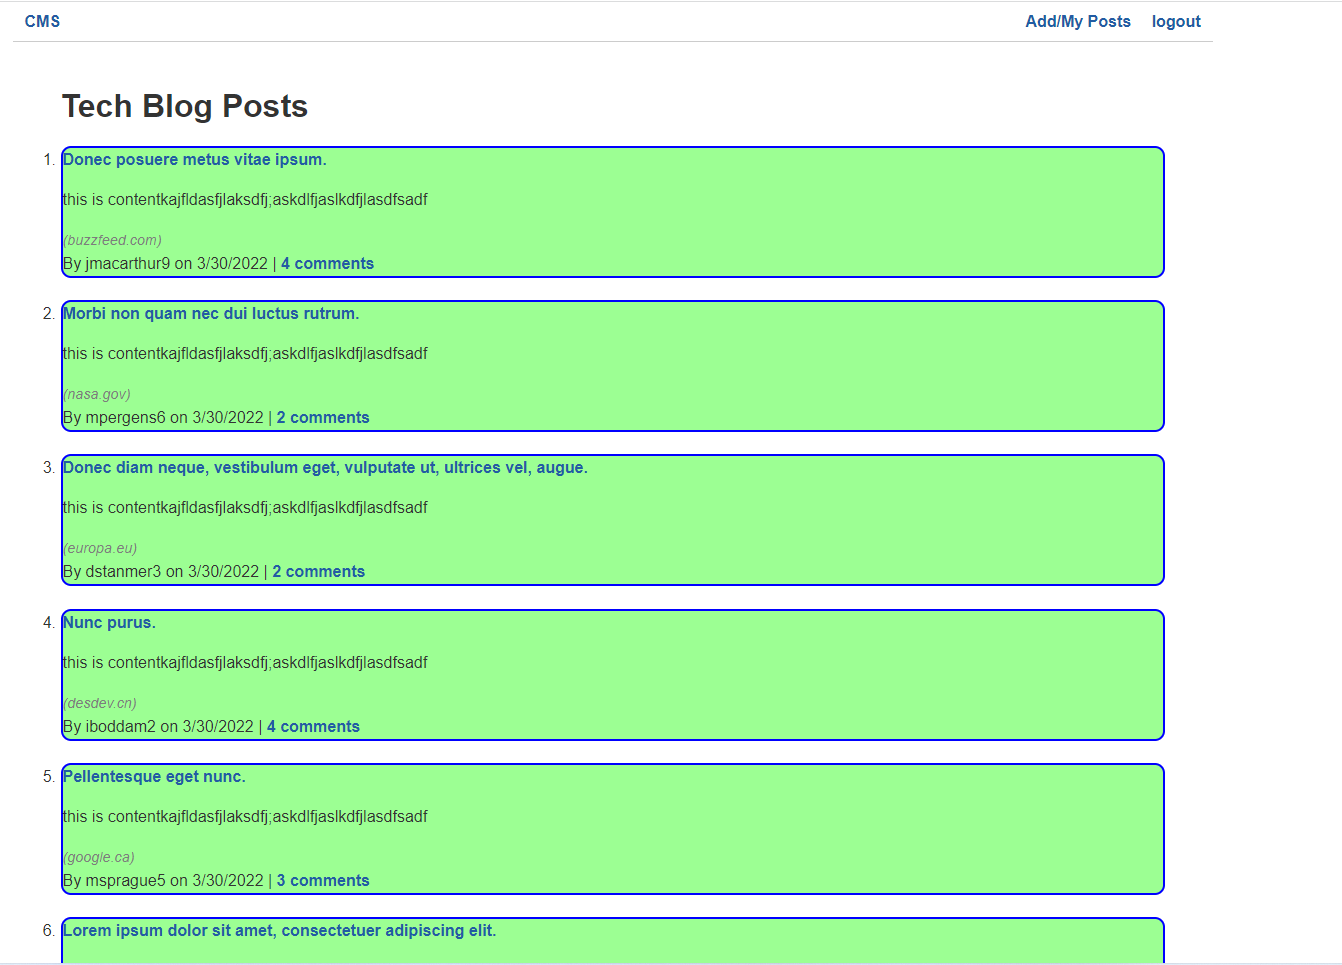 CMS Add/My Posts logout
Tech Blog Posts
1. Donec posuere metus vitae ipsum.
this is contentkajfldasfjlaksdfj;askdlfjaslkdfjlasdfsadf
(buzzfeed.com)
By jmacarthur9 on 3/30/2022 | 4 comments
2. Morbi non quam nec dui luctus rutrum.
this is contentkajfldasfjlaksdfj;askdlfjaslkdfjlasdfsadf
(nasa.gov)
By mpergens6 on 3/30/2022 | 2 comments
3. Donec diam neque, vestibulum eget, vulputate ut, ultrices vel, augue.
this is contentkajfldasfjlaksdfj;askdlfjaslkdfjlasdfsadf
(europa.eu)
By dstanmer3 on 3/30/2022 | 2 comments
4. Nunc purus.
this is contentkajfldasfjlaksdfj;askdlfjaslkdfjlasdfsadf
(desdev.cn)
By iboddam2 on 3/30/2022 | 4 comments
5. Pellentesque eget nunc.
this is contentkajfldasfjlaksdfj;askdlfjaslkdfjlasdfsadf
(google.ca)
By msprague5 on 3/30/2022 | 3 comments
6. Lorem ipsum dolor sit amet, consectetuer adipiscing elit.